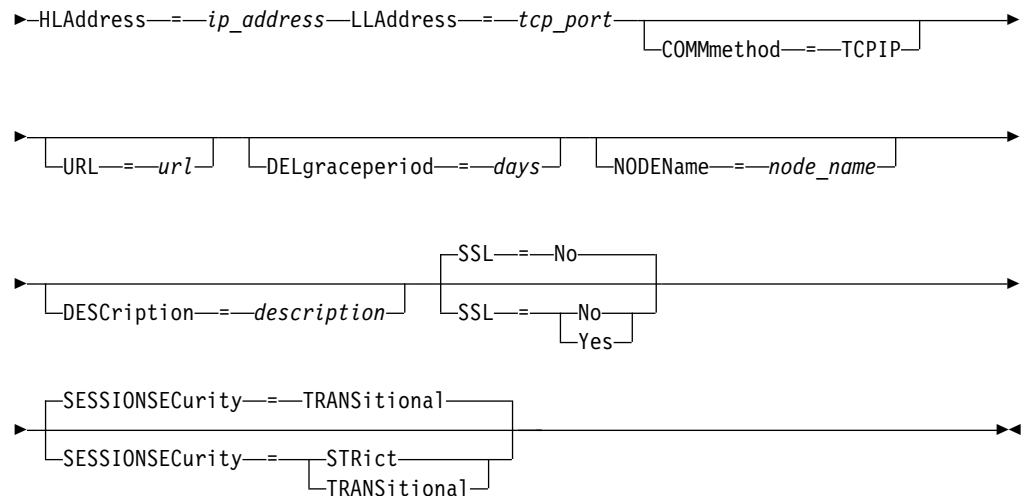 HLAddress = ip_address LLAddress = tcp_port
COMMmethod = TCPIP
URL = url DELgraceperiod = days NODEName = node_name
SSL = No
DESCription = description SSL = No
Yes
SESSIONSECurity = TRANSitional
SESSIONSECurity = STRict
TRANSitional